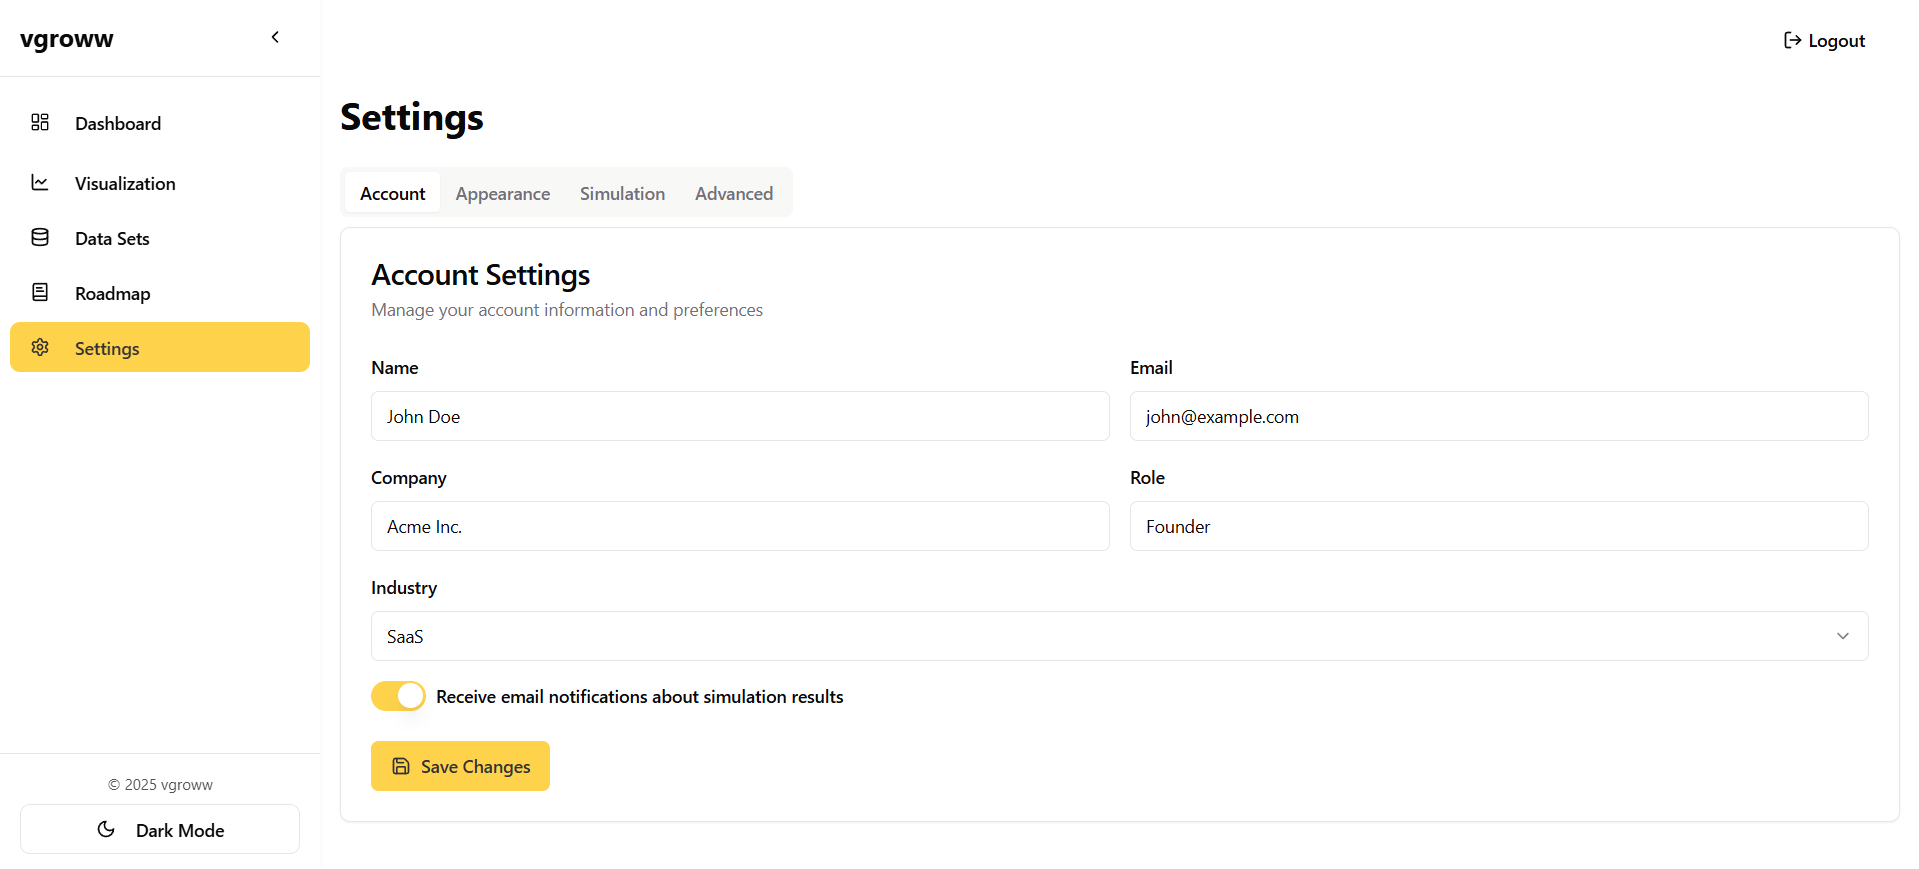 vgroww
Logout
Dashboard
Visualization
Data Sets
Roadmap
Settings
© 2025 vgroww
Dark Mode
Settings
Account Appearance Simulation Advanced
Account Settings
Manage your account information and preferences
Name
John Doe
Email
john@example.com
Company
Acme Inc.
Role
Founder
Industry
SaaS
Receive email notifications about simulation results
Save Changes